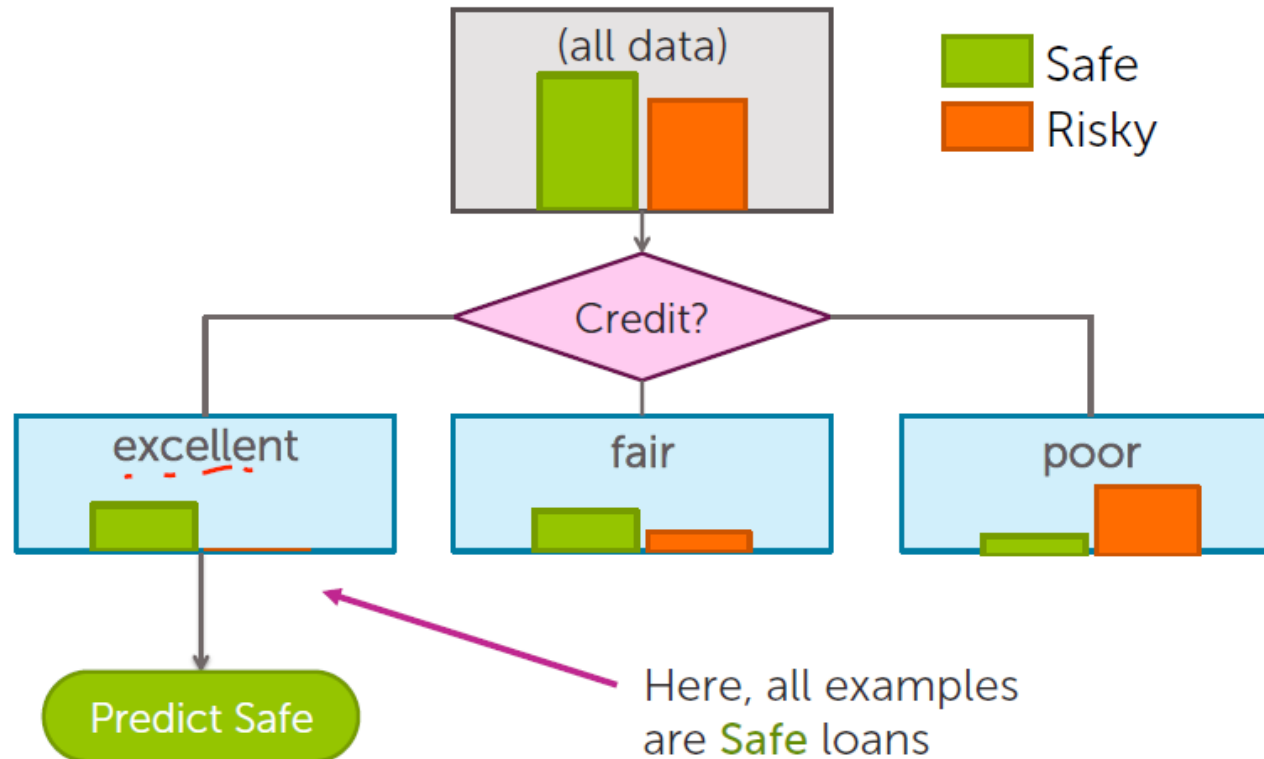 (all data)
Safe
Risky
Credit?
excellent
fair
poor
Predict Safe
Here, all examples
are Safe loans